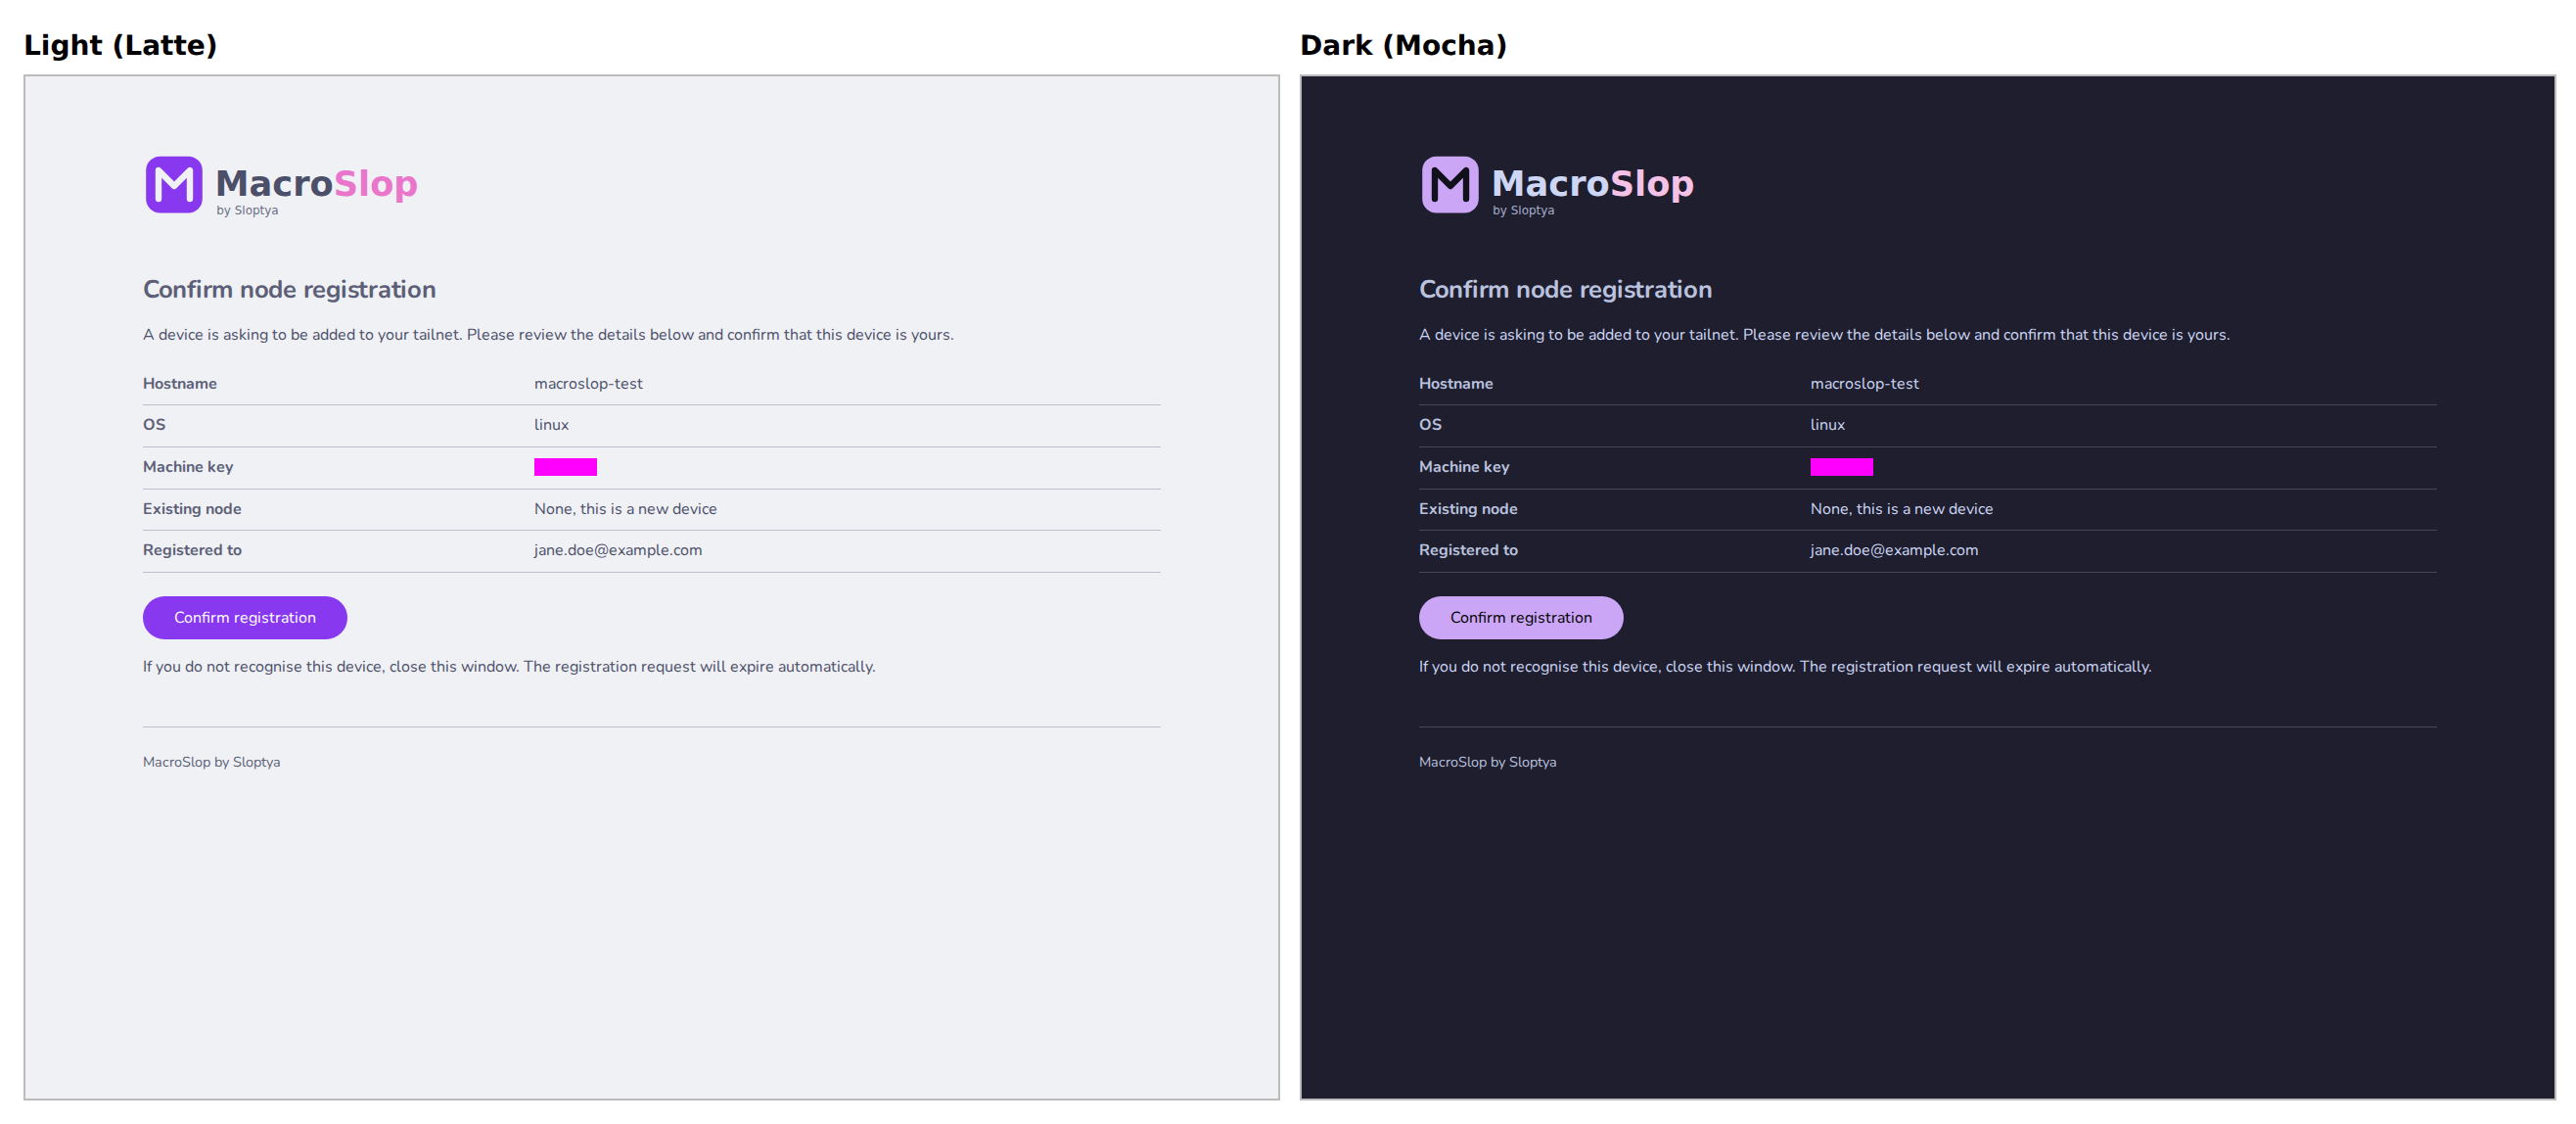 Light (Latte)
MacroSlop
by Sloptya
Confirm node registration
A device is asking to be added to your tailnet. Please review the details below and confirm that this device is yours.
Hostname macroslop-test
OS linux
Machine key
Existing node None, this is a new device
Registered to jane.doe@example.com
Confirm registration
If you do not recognise this device, close this window. The registration request will expire automatically.
MacroSlop by Sloptya
Dark (Mocha)
MacroSlop
by Sloptya
Confirm node registration
A device is asking to be added to your tailnet. Please review the details below and confirm that this device is yours.
Hostname macroslop-test
OS linux
Machine key
Existing node None, this is a new device
Registered to jane.doe@example.com
Confirm registration
If you do not recognise this device, close this window. The registration request will expire automatically.
MacroSlop by Sloptya